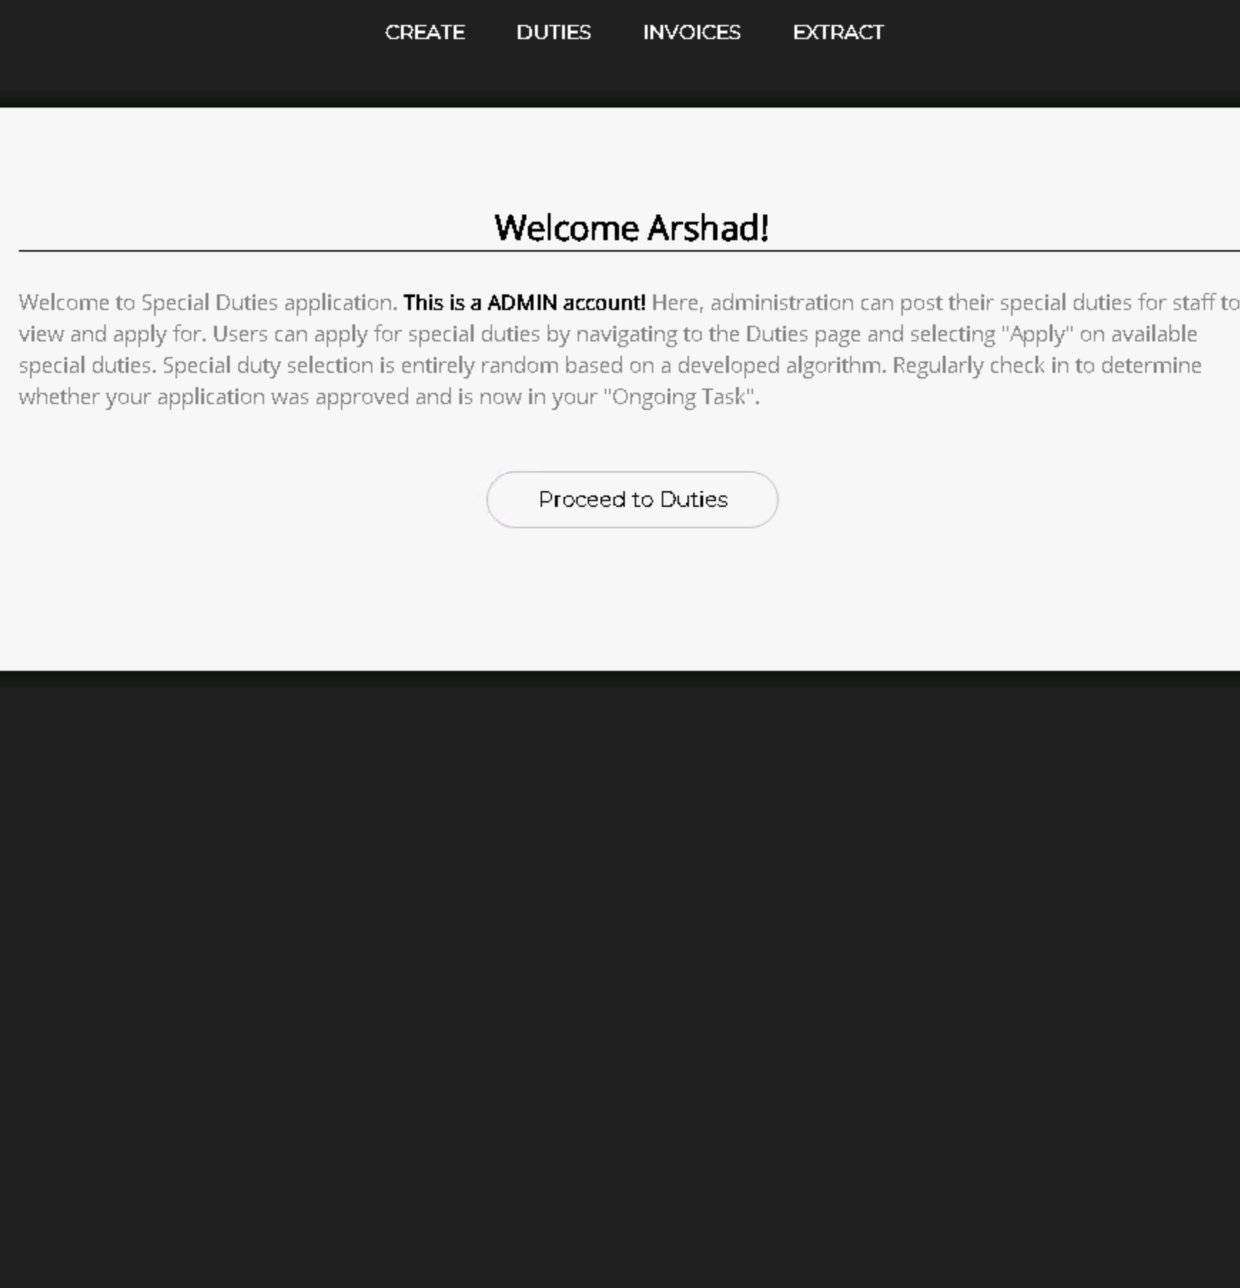 CREATE DUTIES INVOICES EXTRACT
Welcome Arshad!
Welcome to Special Duties application. This is a ADMIN account! Here, administration can post their special duties for staff to
view and apply for. Users can apply for special duties by navigating to the Duties page and selecting "Apply" on available
special duties. Special duty selection is entirely random based on a developed algorithm. Regularly check in to determine
whether your application was approved and is now in your "Ongoing Task".
Proceed to Duties